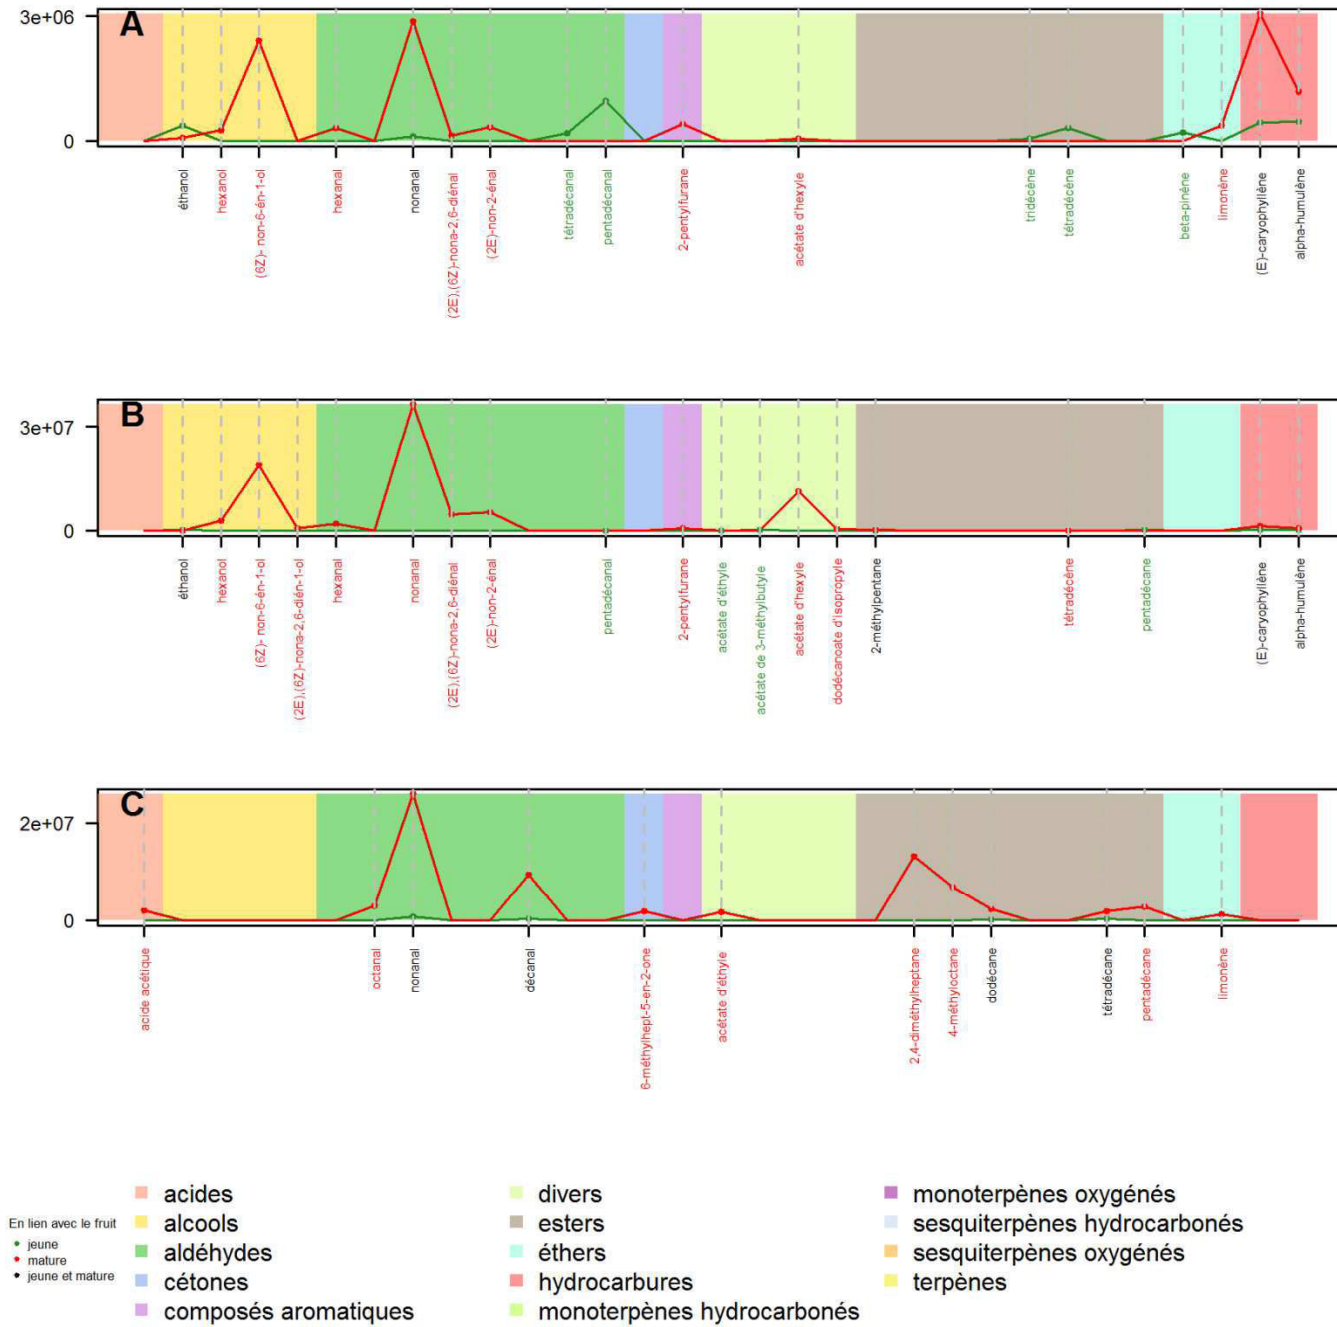 A
3e+06
0
éthanol
hexanol
(6Z)- non-6-én-1-ol
hexanal
nonanal
(2E),(6Z)-nona-2,6-diénal
(2E)-non-2-énal
tétradécanal
pentadécanal
2-pentylfurane
acétate d'hexyle
tridécène
tétradécène
beta-pinène
limonène
(E)-caryophyllène
alpha-humulène
B
3e+07
0
éthanol
hexanol
(6Z)- non-6-én-1-ol
(2E),(6Z)-nona-2,6-dién-1-ol
hexanal
nonanal
(2E),(6Z)-nona-2,6-diénal
(2E)-non-2-énal
pentadécanal
2-pentylfurane
acétate d'éthyle
acétate de 3-méthylbutyle
acétate d'hexyle
dodécanoate d'isopropyle
2-méthylpentane
tétradécène
pentadécane
(E)-caryophyllène
alpha-humulène
C
2e+07
0
acide acétique
octanal
nonanal
décanal
6-méthylhept-5-en-2-one
acétate d'éthyle
2,4-diméthylheptane
4-méthyloctane
dodécane
tétradécane
pentadécane
limonène
En lien avec le fruit
jeune
mature
jeune et mature
acides
alcools
aldéhydes
cétones
composés aromatiques
divers
esters
éthers
hydrocarbures
monoterpènes hydrocarbonés
monoterpènes oxygénés
sesquiterpènes hydrocarbonés
sesquiterpènes oxygénés
terpènes